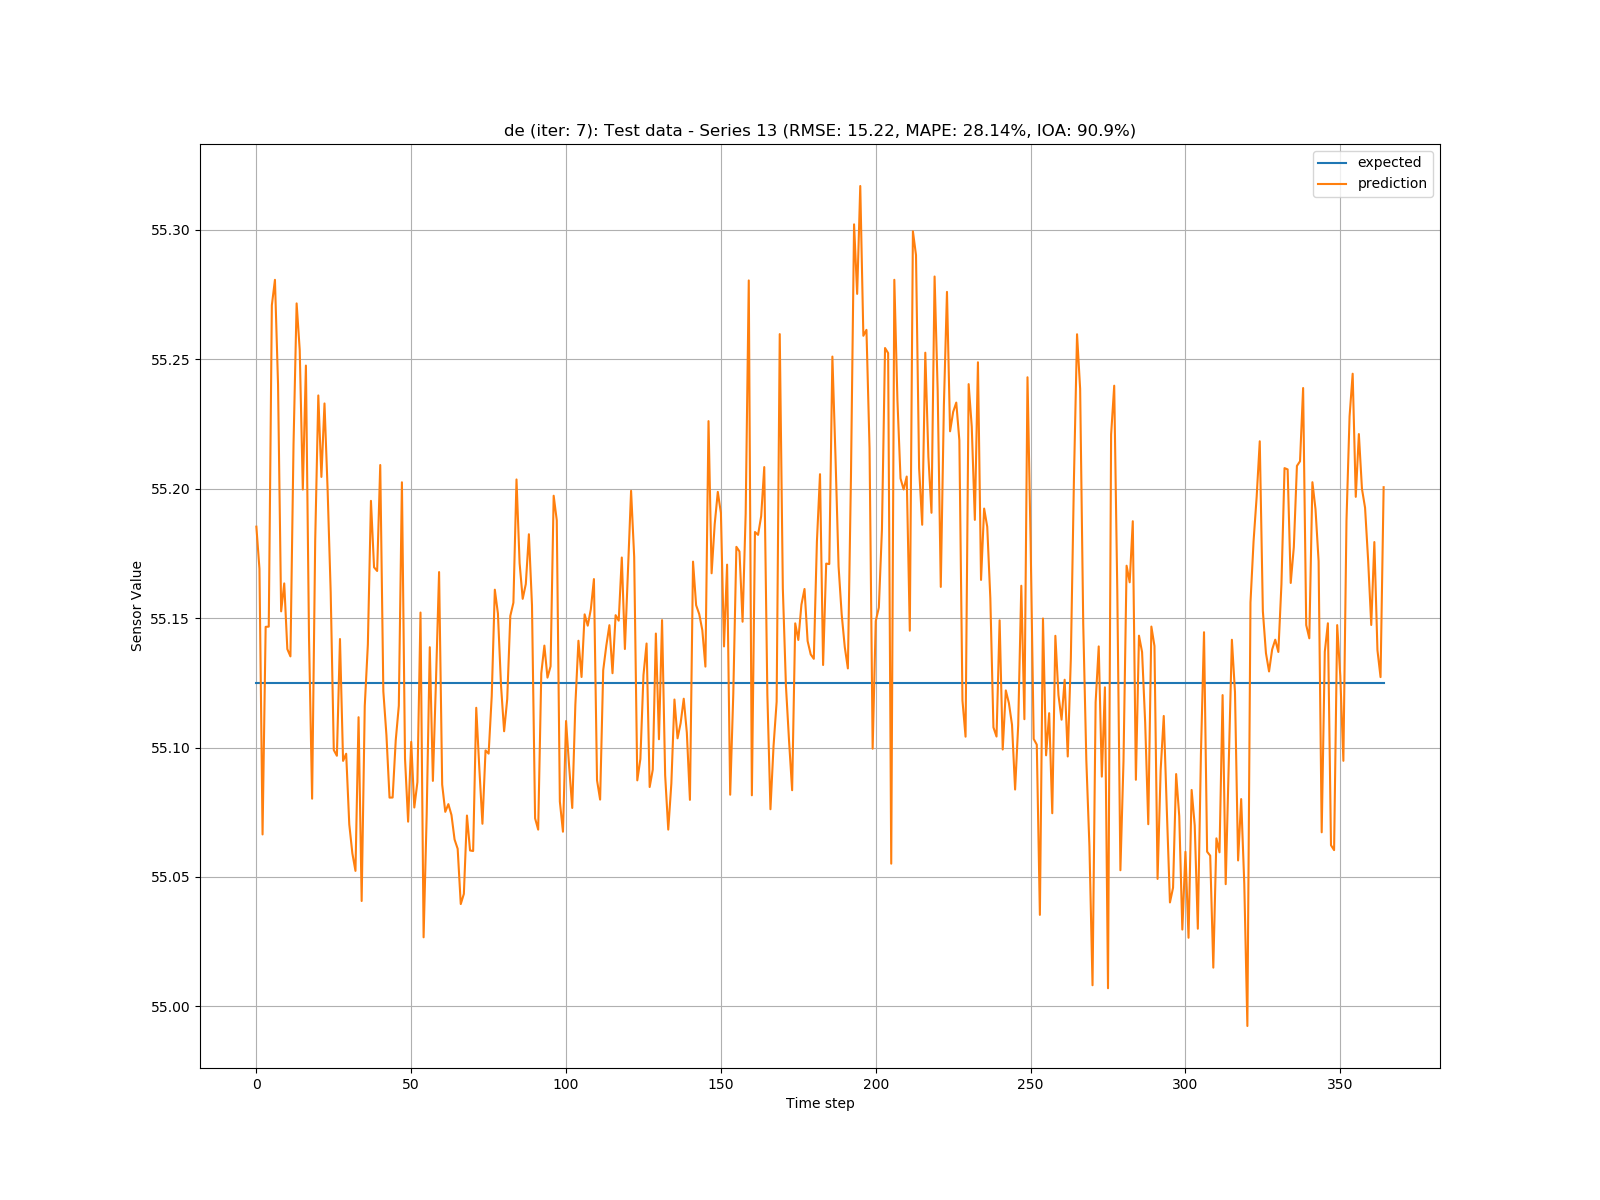 de (iter: 7): Test data - Series 13 (RMSE: 15.22, MAPE: 28.14%, IOA: 90.9%)
expected
prediction
55.30
55.25
55.20
55.15
55.10
55.05
55.00
Sensor Value
0 50 100 150 200 250 300 350
Time step